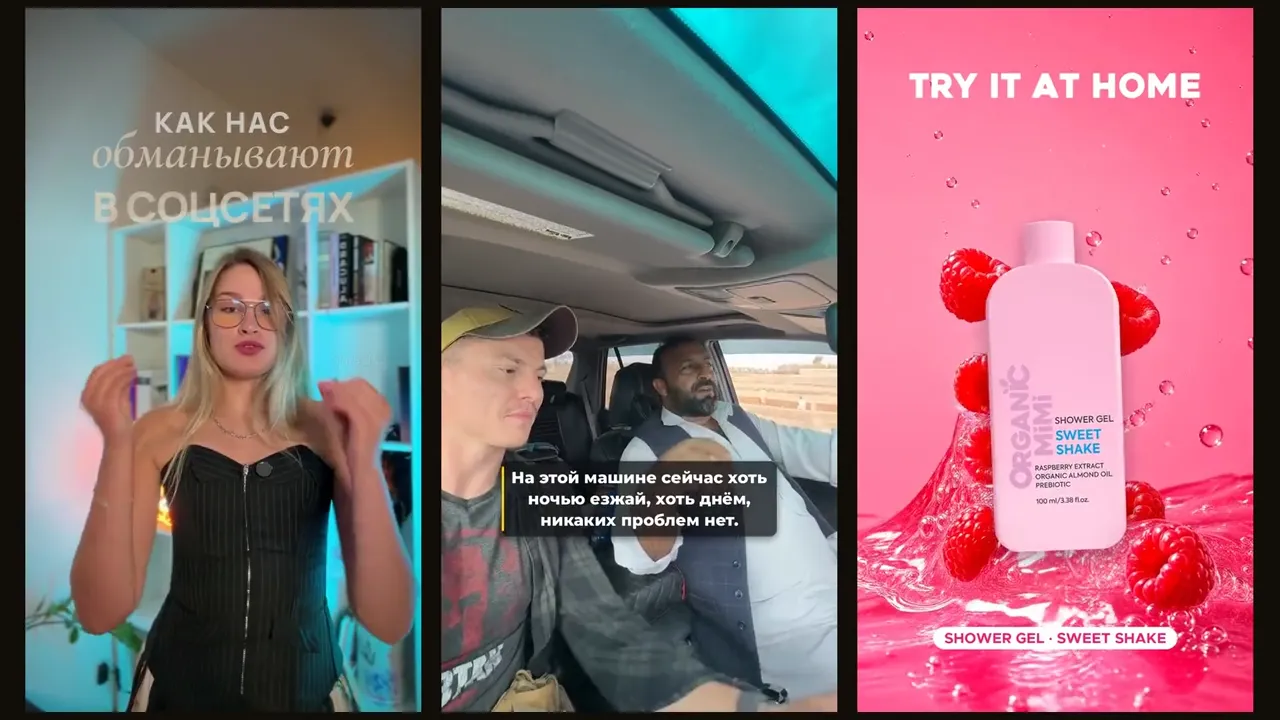 КАК НАС
обманывают
В СОЦСЕТЯХ
На этой машине сейчас хоть
ночью езжай, хоть днём,
никаких проблем нет.
TRY IT AT HOME
ORGANIC
MiMi
SHOWER GEL
SWEET
SHAKE
RASPBERRY EXTRACT
ORGANIC ALMOND OIL
PREBIOTIC
100 ml/3.38 fl.oz.
SHOWER GEL · SWEET SHAKE